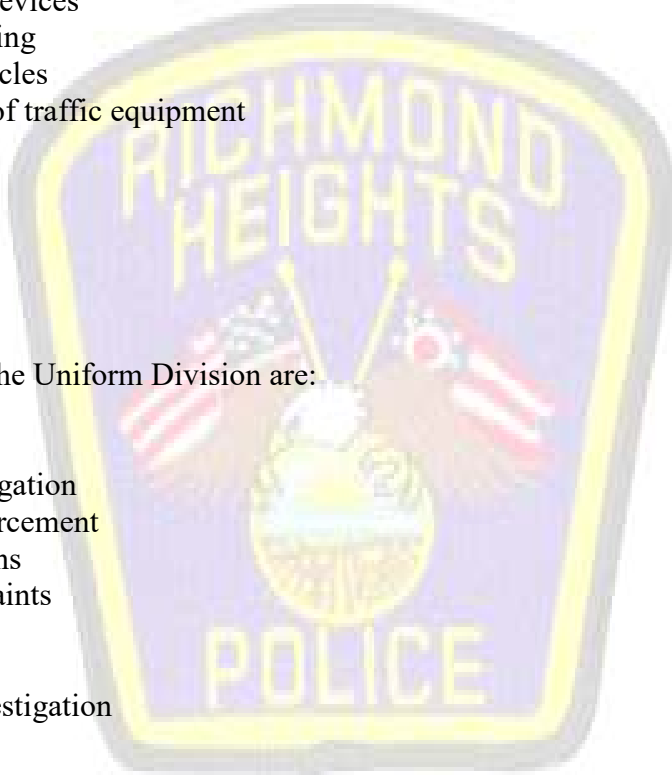 evices
ing
cles
of traffic equipment
RICHMOND
HEIGHTS
he Uniform Division are:
gation
rcement
ns
aints
POLICE
estigation